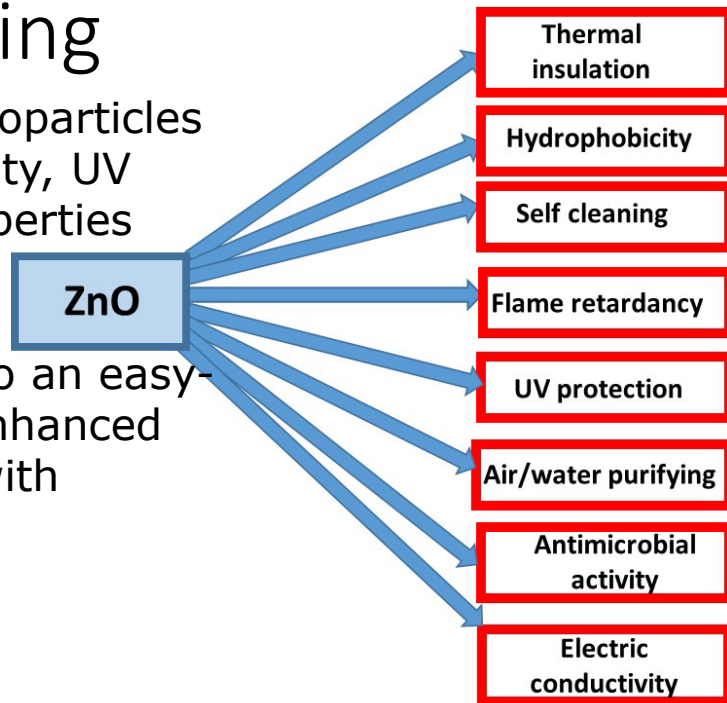 ing
oparticles
ty, UV
perties
ZnO
o an easy-
nhanced
with
Thermal
insulation
Hydrophobicity
Self cleaning
Flame retardancy
UV protection
Air/water purifying
Antimicrobial
activity
Electric
conductivity